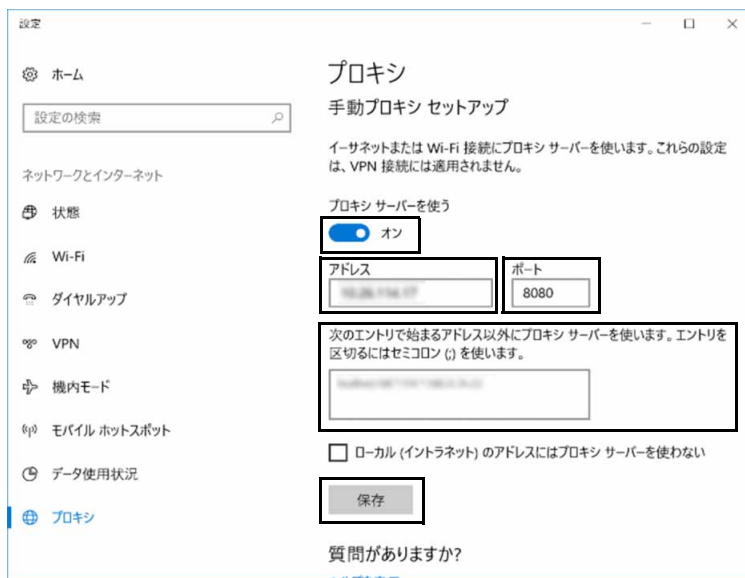 設定
ホーム
設定の検索
ネットワークとインターネット
状態
Wi-Fi
ダイヤルアップ
VPN
機内モード
モバイル ホットスポット
データ使用状況
プロキシ
プロキシ
手動プロキシ セットアップ
イーサネットまたは Wi-Fi 接続にプロキシ サーバーを使います。これらの設定
は、VPN 接続には適用されません。
プロキシ サーバーを使う
オン
アドレス
ポート
8080
次のエントリで始まるアドレス以外にプロキシ サーバーを使います。エントリを
区切るにはセミコロン (;) を使います。
ローカル (イントラネット) のアドレスにはプロキシ サーバーを使わない
保存
質問がありますか?